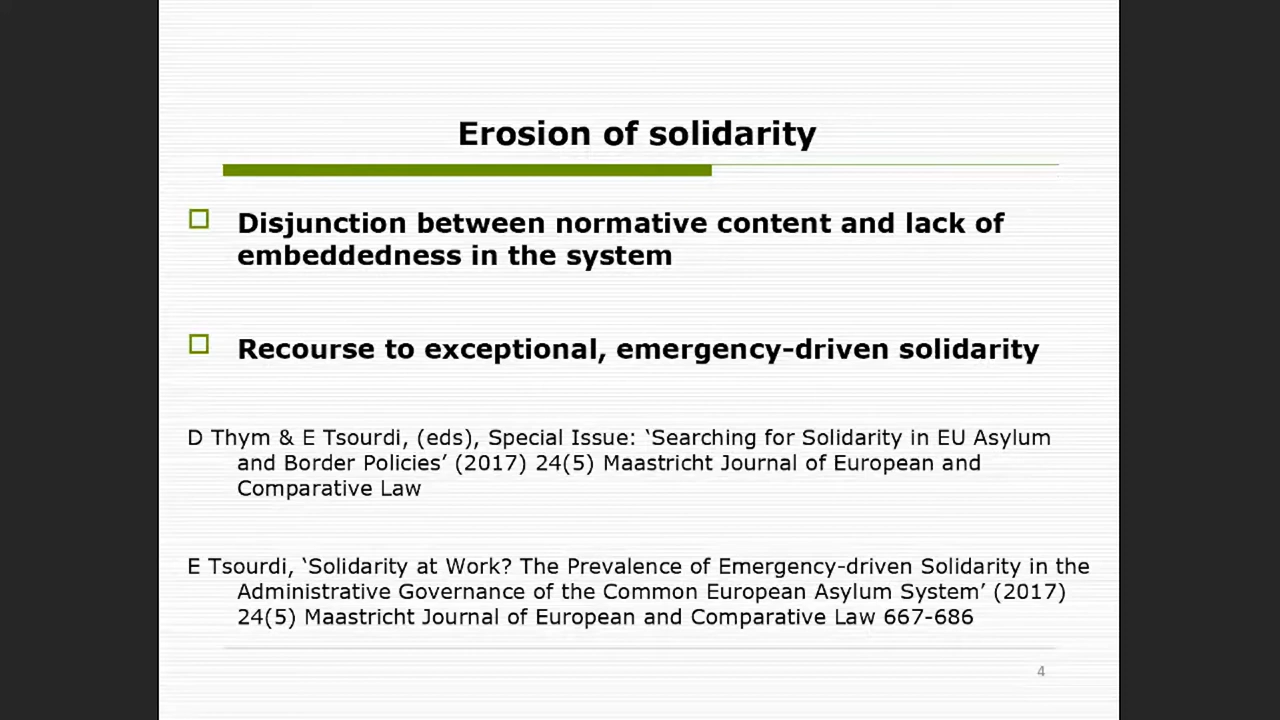 Erosion of solidarity
Disjunction between normative content and lack of
embeddedness in the system
Recourse to exceptional, emergency-driven solidarity
D Thym & E Tsourdi, (eds), Special Issue: ‘Searching for Solidarity in EU Asylum
and Border Policies’ (2017) 24(5) Maastricht Journal of European and
Comparative Law
E Tsourdi, ‘Solidarity at Work? The Prevalence of Emergency-driven Solidarity in the
Administrative Governance of the Common European Asylum System’ (2017)
24(5) Maastricht Journal of European and Comparative Law 667-686
4